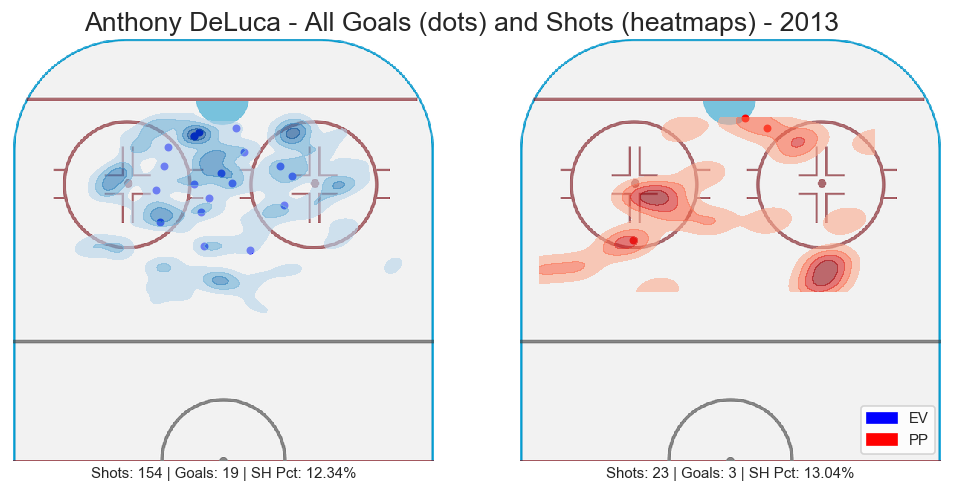 Anthony DeLuca - All Goals (dots) and Shots (heatmaps) - 2013
EV
PP
Shots: 154 | Goals: 19 | SH Pct: 12.34%
Shots: 23 | Goals: 3 | SH Pct: 13.04%